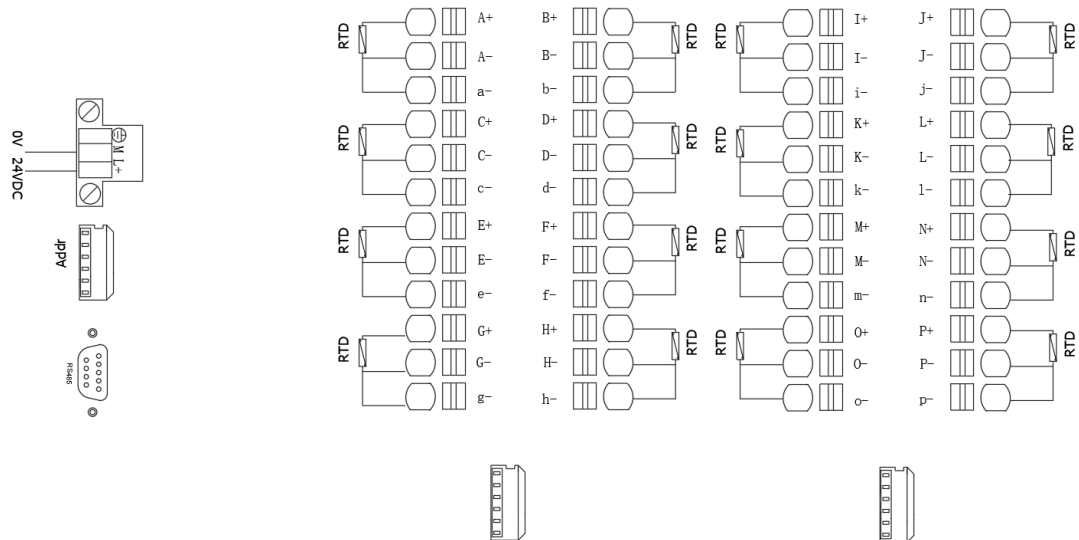 RTD
A+
A-
a-
RTD
C+
C-
c-
RTD
E+
E-
e-
RTD
G+
G-
g-
B+
B-
b-
RTD
D+
D-
d-
RTD
F+
F-
f-
RTD
H+
H-
h-
RTD
RTD
I+
I-
i-
RTD
K+
K-
k-
RTD
M+
M-
m-
RTD
O+
O-
o-
J+
J-
j-
RTD
L+
L-
l-
RTD
N+
N-
n-
RTD
P+
P-
p-
RTD
0V
24VDC
M
L+
Addr
RS485